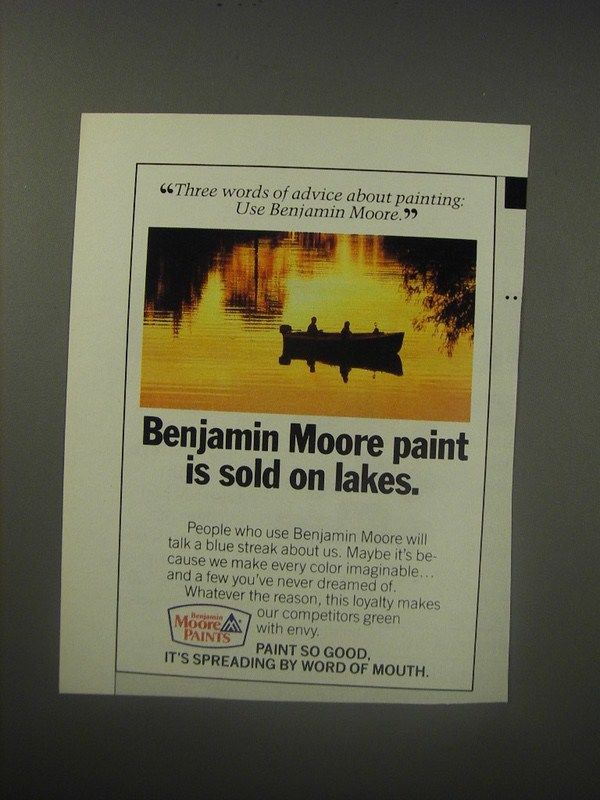 “Three words of advice about painting:
Use Benjamin Moore.”
Benjamin Moore paint
is sold on lakes.
People who use Benjamin Moore will
talk a blue streak about us. Maybe it's be-
cause we make every color imaginable...
and a few you've never dreamed of.
Whatever the reason, this loyalty makes
our competitors green
with envy.
Benjamin
Moore
PAINTS
PAINT SO GOOD,
IT'S SPREADING BY WORD OF MOUTH.